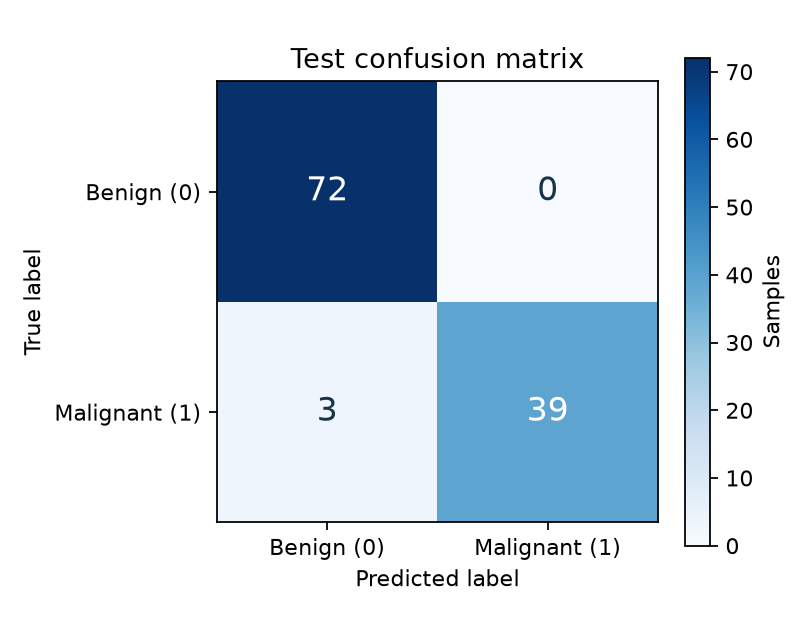 Test confusion matrix
True label
Benign (0)
72
0
Malignant (1)
3
39
Benign (0)
Malignant (1)
Predicted label
70
60
50
40
30
20
10
0
Samples